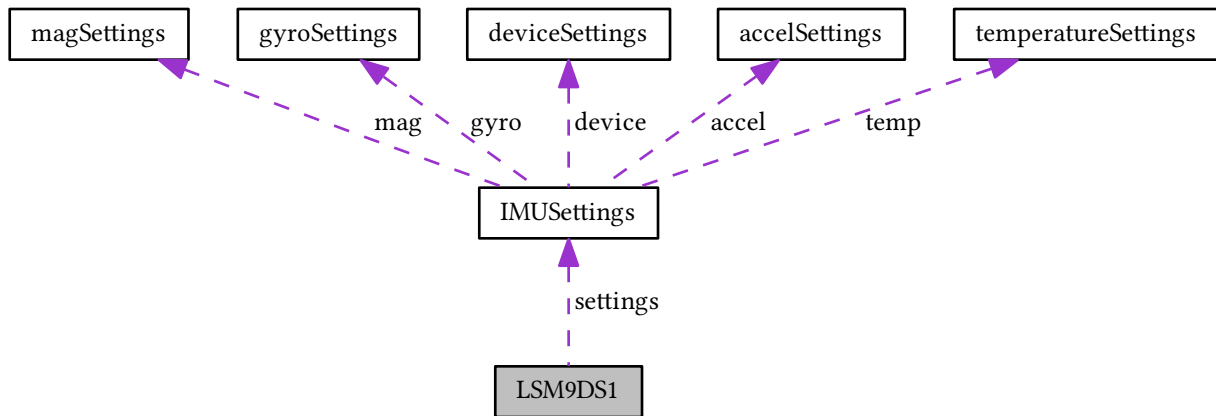 magSettings
gyroSettings
deviceSettings
accelSettings
temperatureSettings
mag
gyro
device
accel
temp
IMUSettings
settings
LSM9DS1